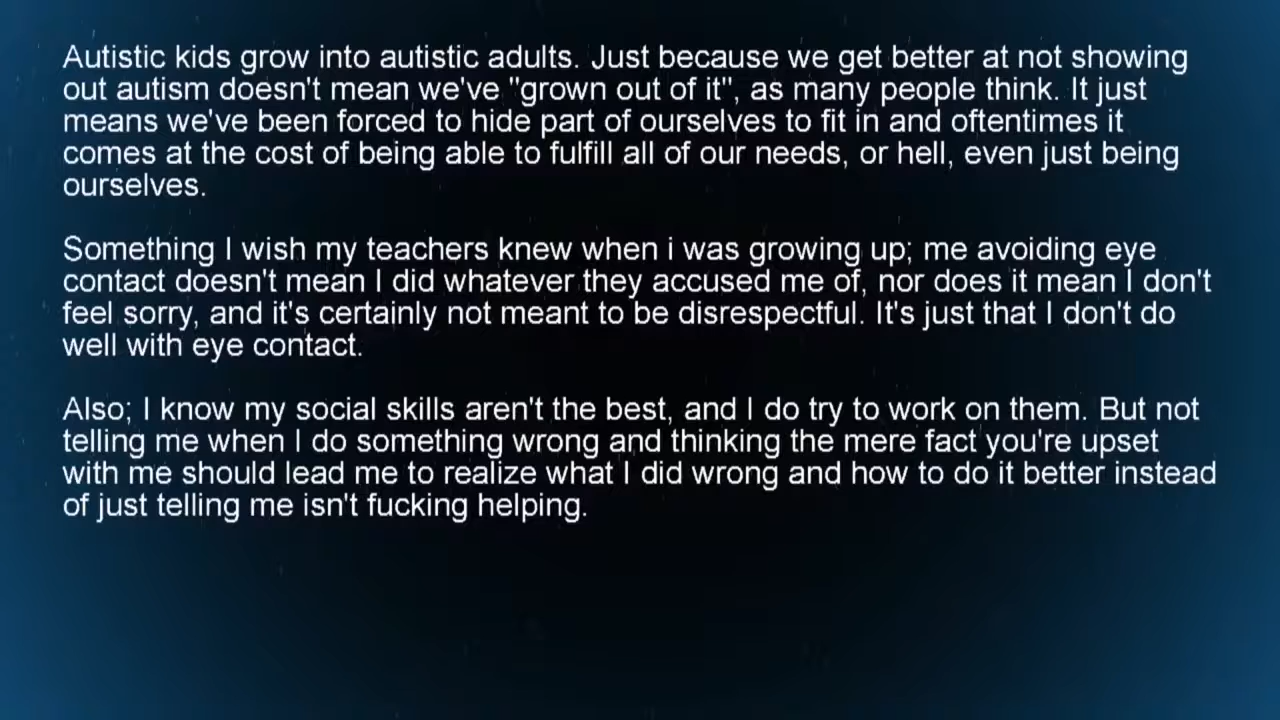 Autistic kids grow into autistic adults. Just because we get better at not showing
out autism doesn't mean we've "grown out of it", as many people think. It just
means we've been forced to hide part of ourselves to fit in and oftentimes it
comes at the cost of being able to fulfill all of our needs, or hell, even just being
ourselves.
Something I wish my teachers knew when i was growing up; me avoiding eye
contact doesn't mean I did whatever they accused me of, nor does it mean I don't
feel sorry, and it's certainly not meant to be disrespectful. It's just that I don't do
well with eye contact.
Also; I know my social skills aren't the best, and I do try to work on them. But not
telling me when I do something wrong and thinking the mere fact you're upset
with me should lead me to realize what I did wrong and how to do it better instead
of just telling me isn't fucking helping.